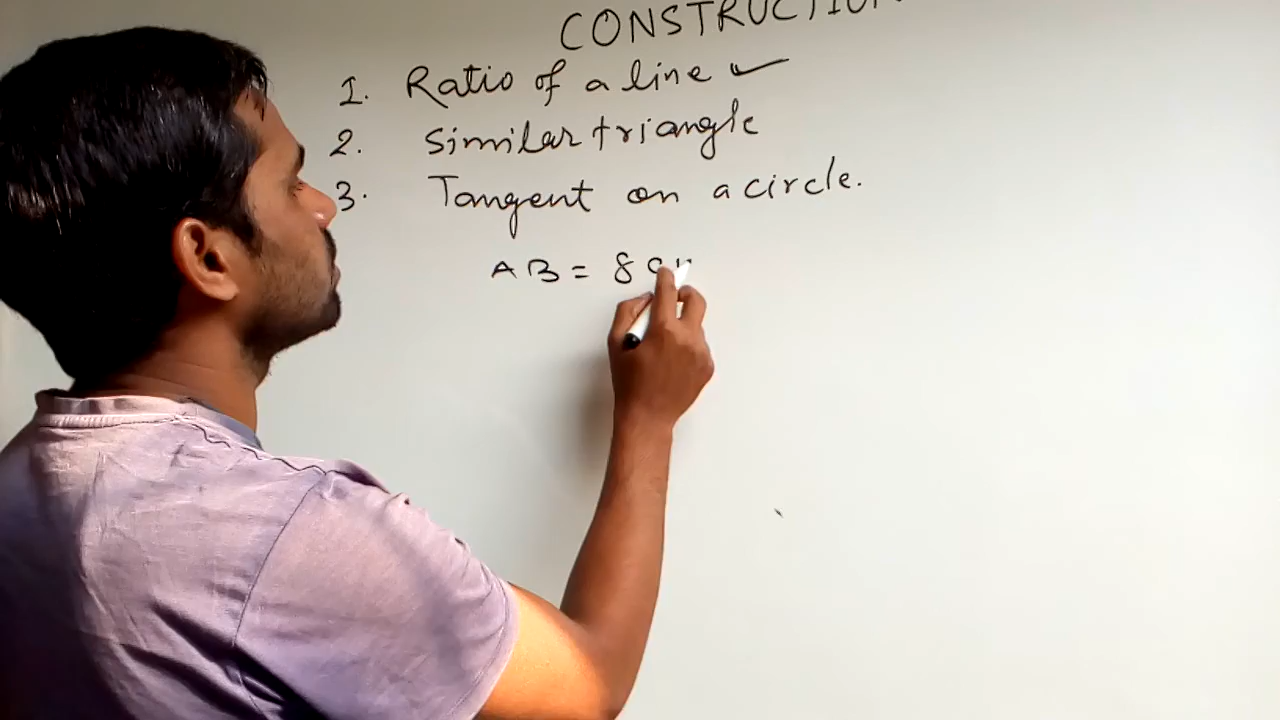 CONSTRUCTION
1. Ratio of a line ✓
2. Similar triangle
3. Tangent on a circle.
AB = 8